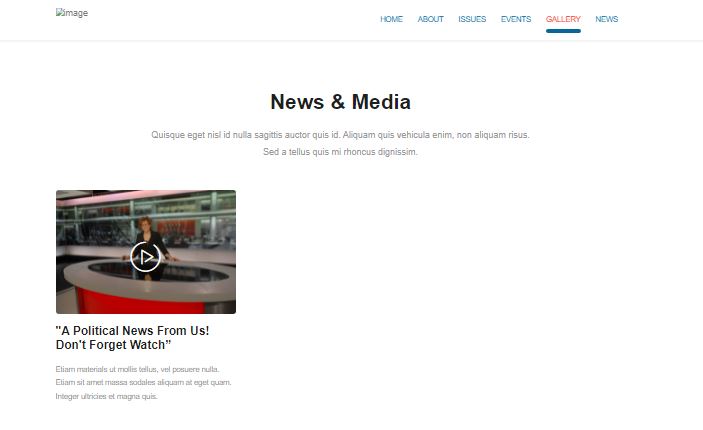 image
HOME ABOUT ISSUES EVENTS GALLERY NEWS
News & Media
Quisque eget nisl id nulla sagittis auctor quis id. Aliquam quis vehicula enim, non aliquam risus.
Sed a tellus quis mi rhoncus dignissim.
"A Political News From Us!
Don't Forget Watch”
Etiam materials ut mollis tellus, vel posuere nulla.
Etiam sit amet massa sodales aliquam at eget quam.
Integer ultricies et magna quis.